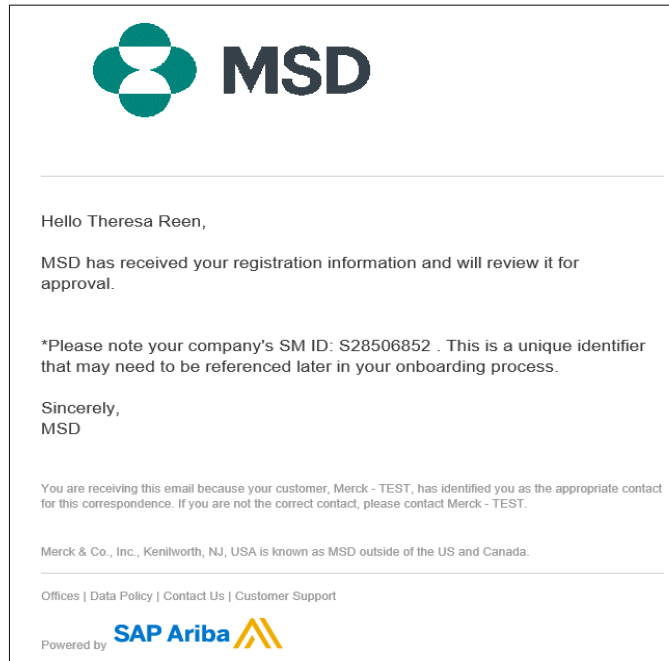 MSD
Hello Theresa Reen,
MSD has received your registration information and will review it for
approval.
*Please note your company's SM ID: S28506852 . This is a unique identifier
that may need to be referenced later in your onboarding process.
Sincerely,
MSD
You are receiving this email because your customer, Merck - TEST, has identified you as the appropriate contact
for this correspondence. If you are not the correct contact, please contact Merck - TEST.
Merck & Co., Inc., Kenilworth, NJ, USA is known as MSD outside of the US and Canada.
Offices | Data Policy | Contact Us | Customer Support
Powered by SAP Ariba